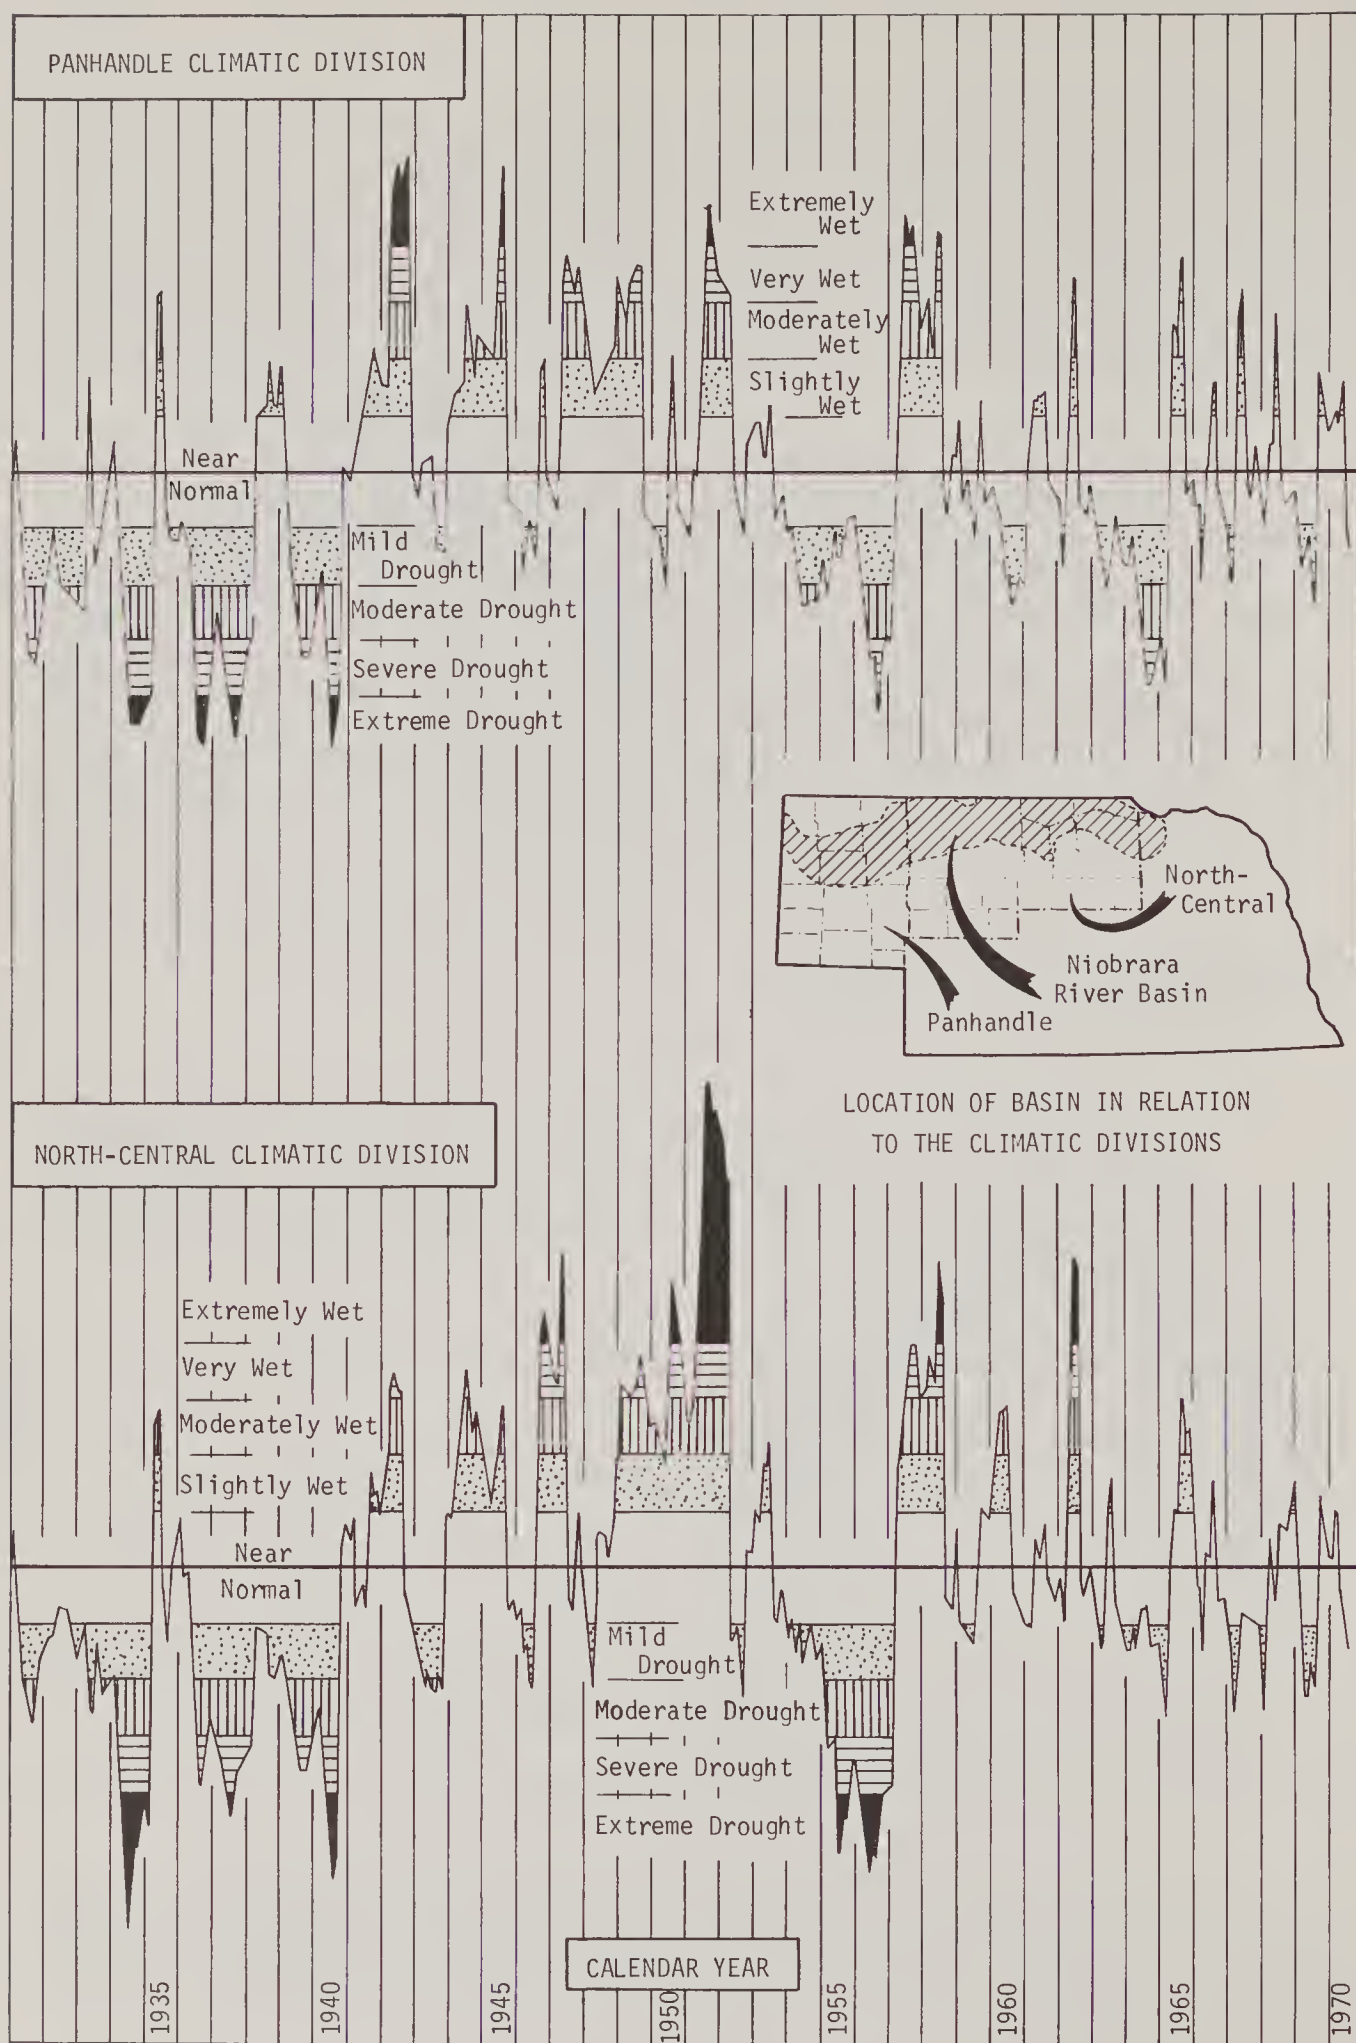 PANHANDLE CLIMATIC DIVISION
Extremely
Wet
Very Wet
Moderately
Wet
Slightly
Wet
Near
Normal
Mild
Drought
Moderate Drought
Severe Drought
Extreme Drought
North-
Central
Niobrara
River Basin
Panhandle
LOCATION OF BASIN IN RELATION
TO THE CLIMATIC DIVISIONS
NORTH-CENTRAL CLIMATIC DIVISION
Extremely Wet
Very Wet
Moderately Wet
Slightly Wet
Near
Normal
Mild
Drought
Moderate Drought
Severe Drought
Extreme Drought
CALENDAR YEAR
1935
1940
1945
1950
1955
1960
1965
1970